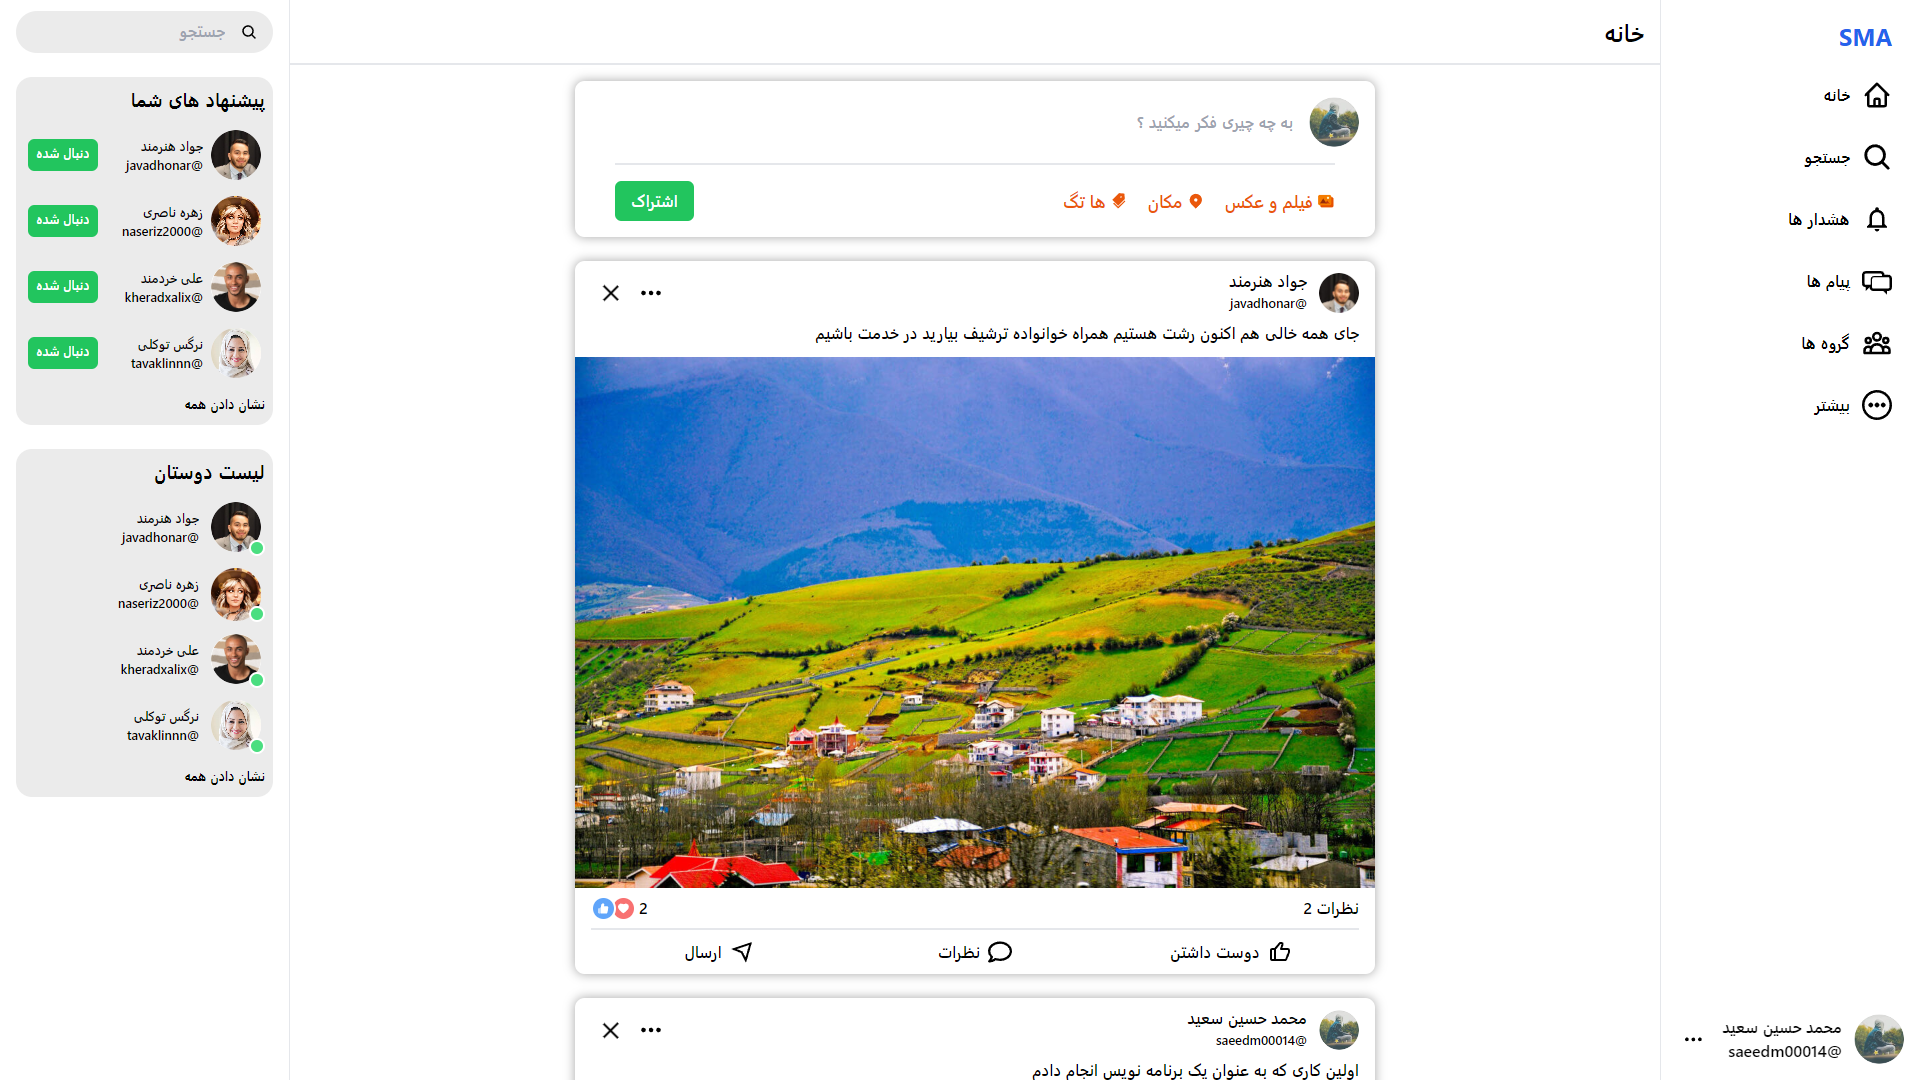 SMA
خانه
جستجو
هشدار ها
پیام ها
گروه ها
بیشتر
محمد حسین سعید
@saeedm00014
خانه
به چه چیری فکر میکنید ؟
فیلم و عکس
مکان
ها تگ
اشتراک
جواد هنرمند
@javadhonar
جای همه خالی هم اکنون رشت هستیم همراه خوانواده ترشیف بیارید در خدمت باشیم
نظرات 2
2
دوست داشتن
نظرات
ارسال
محمد حسین سعید
@saeedm00014
اولین کاری که به عنوان یک برنامه نویس انجام دادم
جستجو
پیشنهاد های شما
جواد هنرمند
@javadhonar
دنبال شده
زهره ناصری
@naseriz2000
دنبال شده
علی خردمند
@kheradxalix
دنبال شده
نرگس توکلی
@tavaklinnn
دنبال شده
نشان دادن همه
لیست دوستان
جواد هنرمند
@javadhonar
زهره ناصری
@naseriz2000
علی خردمند
@kheradxalix
نرگس توکلی
@tavaklinnn
نشان دادن همه